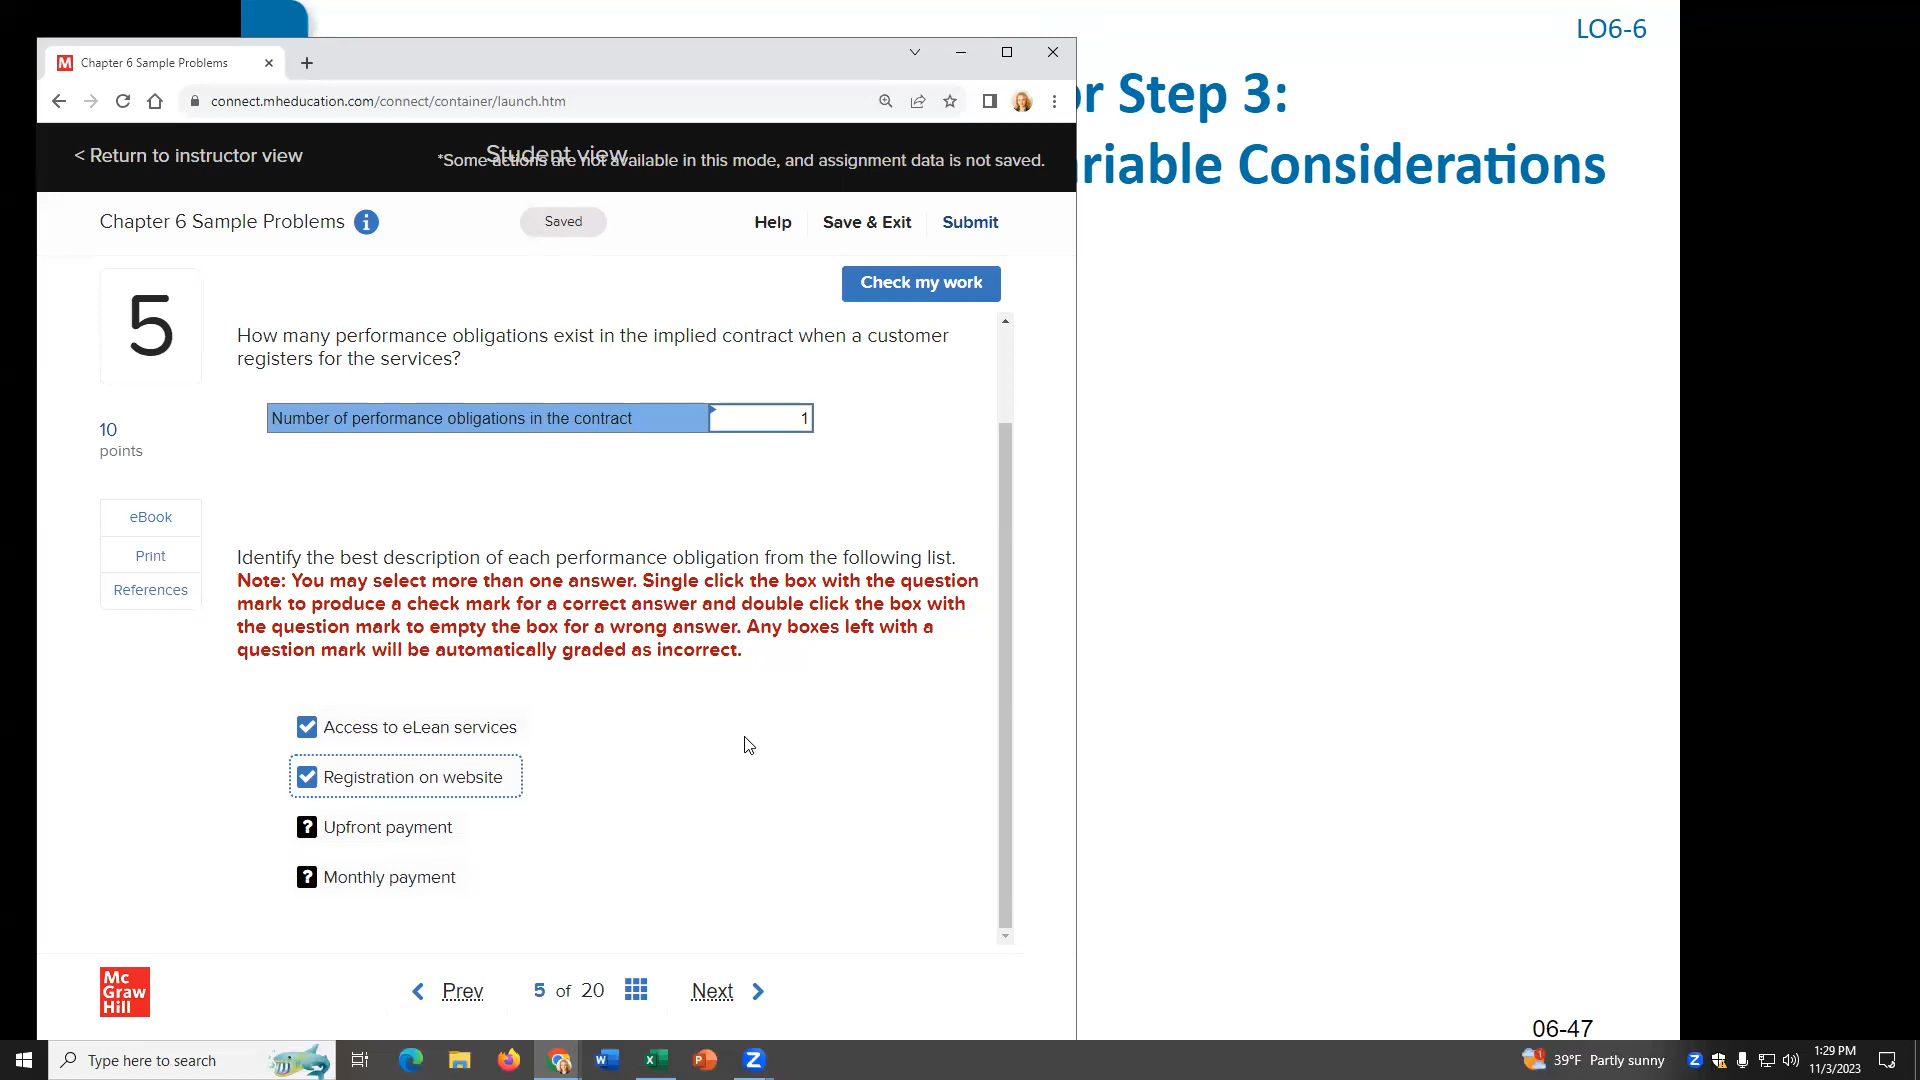 LO6-6
or Step 3:
ariable Considerations
Chapter 6 Sample Problems
connect.mheducation.com/connect/container/launch.htm
< Return to instructor view
Student view
*Some actions are not available in this mode, and assignment data is not saved.
Chapter 6 Sample Problems
Saved
Help
Save & Exit
Submit
Check my work
5
10
points
eBook
Print
References
How many performance obligations exist in the implied contract when a customer
registers for the services?
Number of performance obligations in the contract 1
Identify the best description of each performance obligation from the following list.
Note: You may select more than one answer. Single click the box with the question
mark to produce a check mark for a correct answer and double click the box with
the question mark to empty the box for a wrong answer. Any boxes left with a
question mark will be automatically graded as incorrect.
Access to eLean services
Registration on website
? Upfront payment
? Monthly payment
Mc
Graw
Hill
Prev
5 of 20
Next
06-47
Type here to search
39°F Partly sunny
1:29 PM
11/3/2023